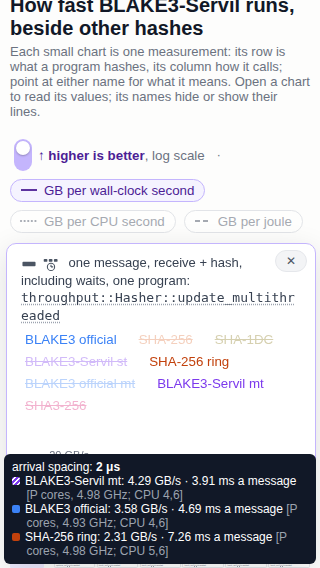 How fast BLAKE3-Servil runs,
beside other hashes
Each small chart is one measurement: its row is
what a program hashes, its column how it calls;
point at either name for what it means. Open a chart
to read its values; its names hide or show their
lines.
↑ higher is better, log scale ·
GB per wall-clock second
GB per CPU second GB per joule
one message, receive + hash,
including waits, one program:
throughput::Hasher::update_multithr
eaded
✕
BLAKE3 official SHA-256 SHA-1DC
BLAKE3-Servil st SHA-256 ring
BLAKE3 official mt BLAKE3-Servil mt
SHA3-256
arrival spacing: 2 µs
BLAKE3-Servil mt: 4.29 GB/s · 3.91 ms a message
[P cores, 4.98 GHz; CPU 4,6]
BLAKE3 official: 3.58 GB/s · 4.69 ms a message [P
cores, 4.93 GHz; CPU 4,6]
SHA-256 ring: 2.31 GB/s · 7.26 ms a message [P
cores, 4.98 GHz; CPU 5,6]